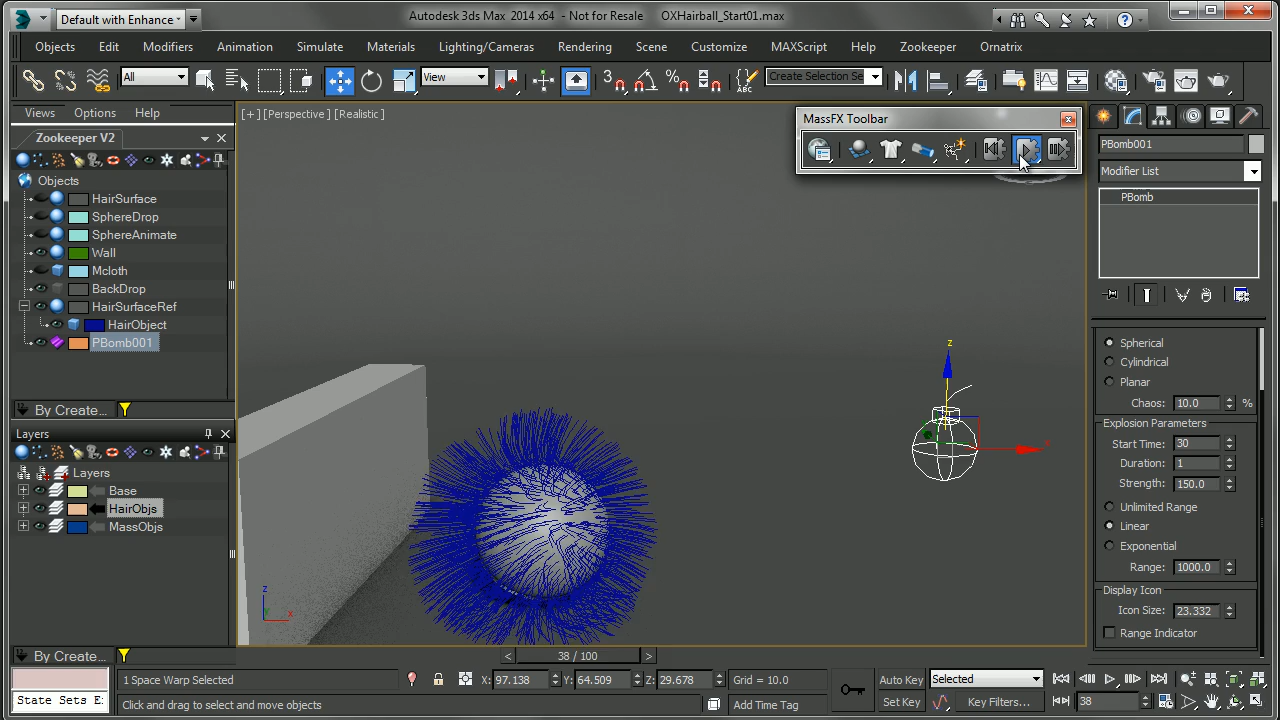 Default with Enhance
Autodesk 3ds Max 2014 x64 - Not for Resale OXHairball_Start01.max
Objects Edit Modifiers Animation Simulate Materials Lighting/Cameras Rendering Scene Customize MAXScript Help Zookeeper Ornatrix
All View 3 Create Selection Se
Views Options Help
[+] [Perspective] [Realistic]
MassFX Toolbar
Zookeeper V2
PBomb001
Modifier List
Objects
HairSurface
SphereDrop
SphereAnimate
Wall
Mcloth
BackDrop
HairSurfaceRef
HairObject
PBomb001
PBomb
By Create...
Layers
Layers
Base
HairObjs
MassObjs
By Create...
z
x
z
x
Spherical
Cylindrical
Planar
Chaos: 10.0 %
Explosion Parameters
Start Time: 30
Duration: 1
Strength: 150.0
Unlimited Range
Linear
Exponential
Range: 1000.0
Display Icon
Icon Size: 23.332
Range Indicator
< 38 / 100 >
1 Space Warp Selected X: 97.138 Y: 64.509 Z: 29.678 Grid = 10.0 Auto Key Selected
State Sets E: Click and drag to select and move objects Add Time Tag Set Key Key Filters... 38